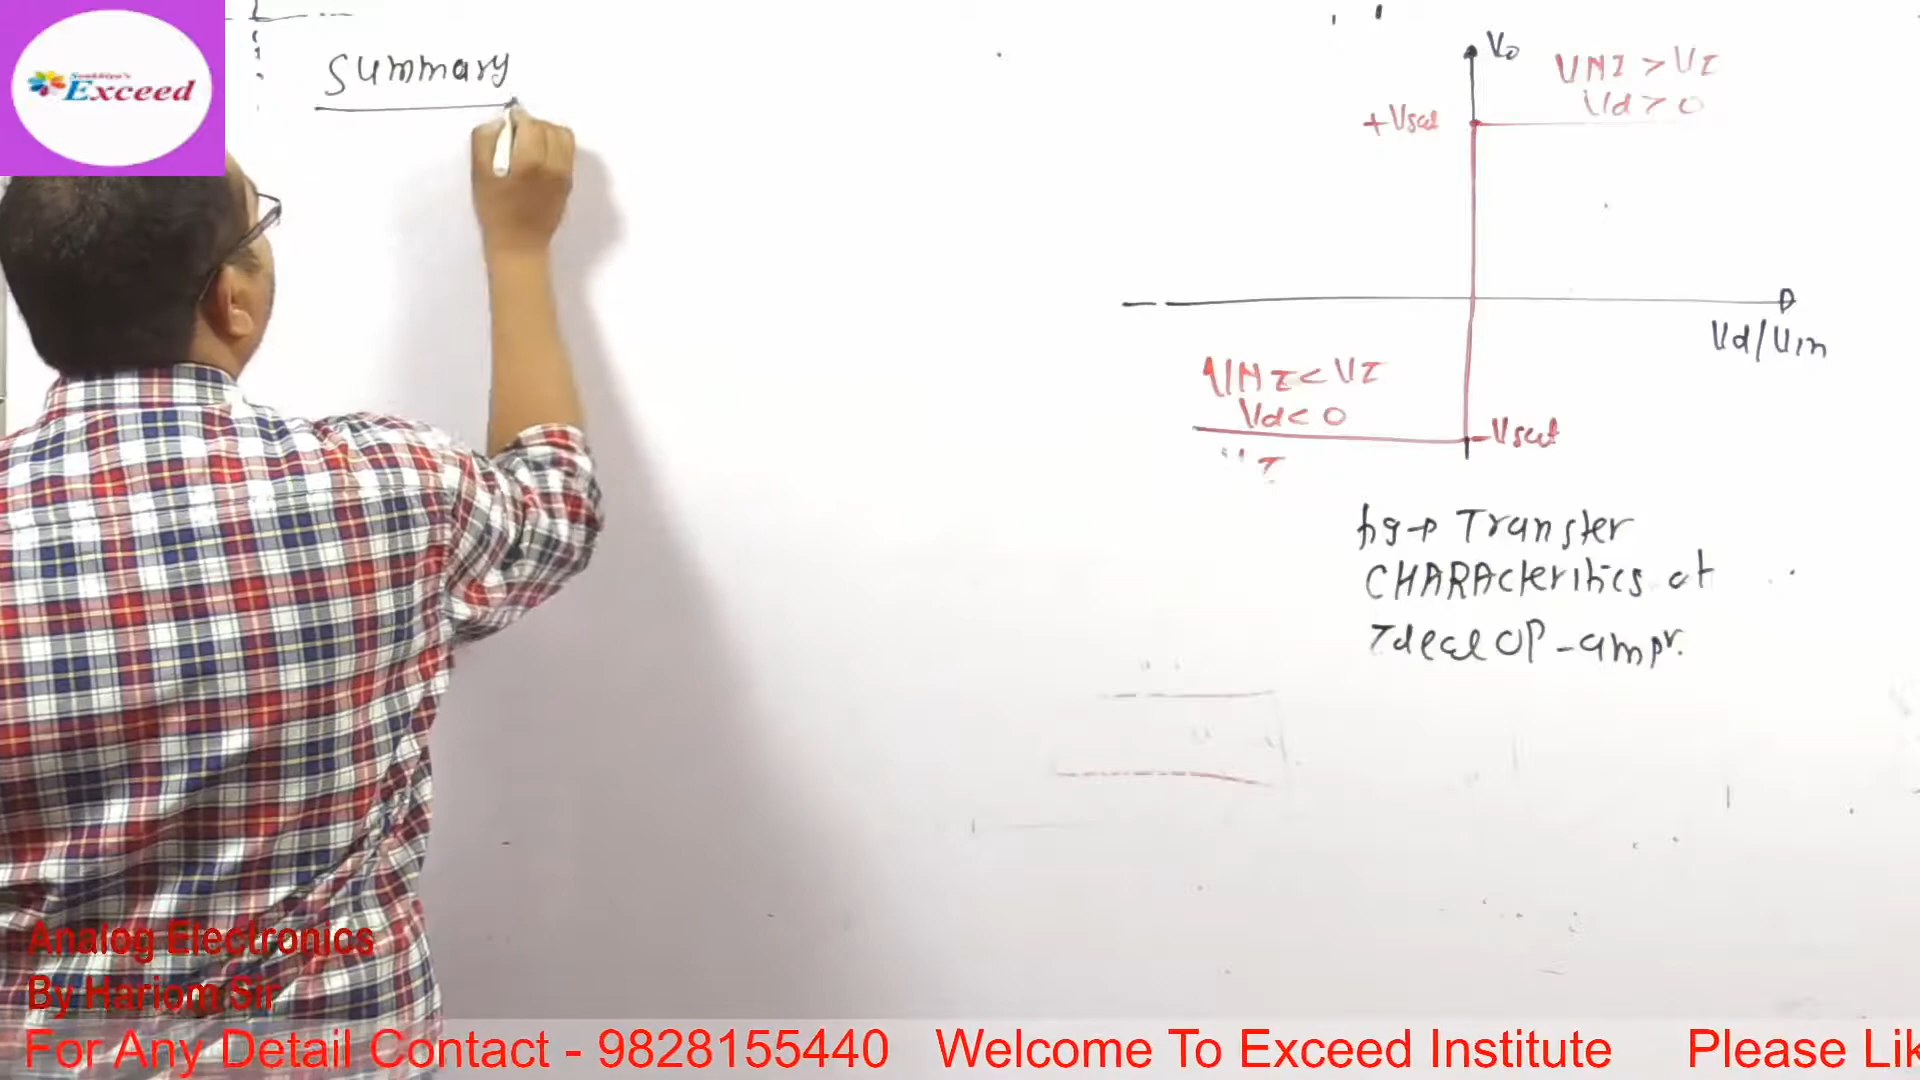 Exceed
Summary
Vo
VNI > VI
Vd > 0
+Vsat
Vd/Vin
VNI < VI
Vd < 0
-Vsat
fig→ Transfer
CHARActeritics of
Ideal OP-ampr.
Analog Electronics
By Hariom Sir
For Any Detail Contact - 9828155440 Welcome To Exceed Institute Please Lik